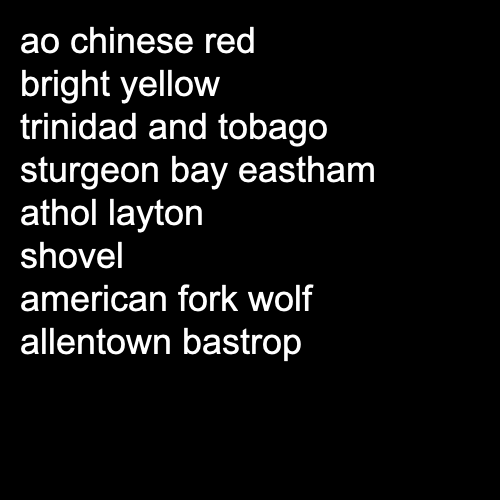 ao chinese red
bright yellow
trinidad and tobago
sturgeon bay eastham
athol layton
shovel
american fork wolf
allentown bastrop